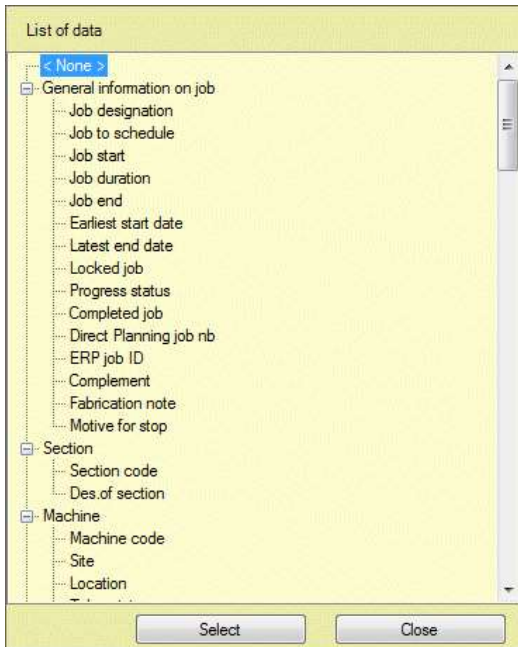 List of data
< None >
General information on job
Job designation
Job to schedule
Job start
Job duration
Job end
Earliest start date
Latest end date
Locked job
Progress status
Completed job
Direct Planning job nb
ERP job ID
Complement
Fabrication note
Motive for stop
Section
Section code
Des.of section
Machine
Machine code
Site
Location
Select Close